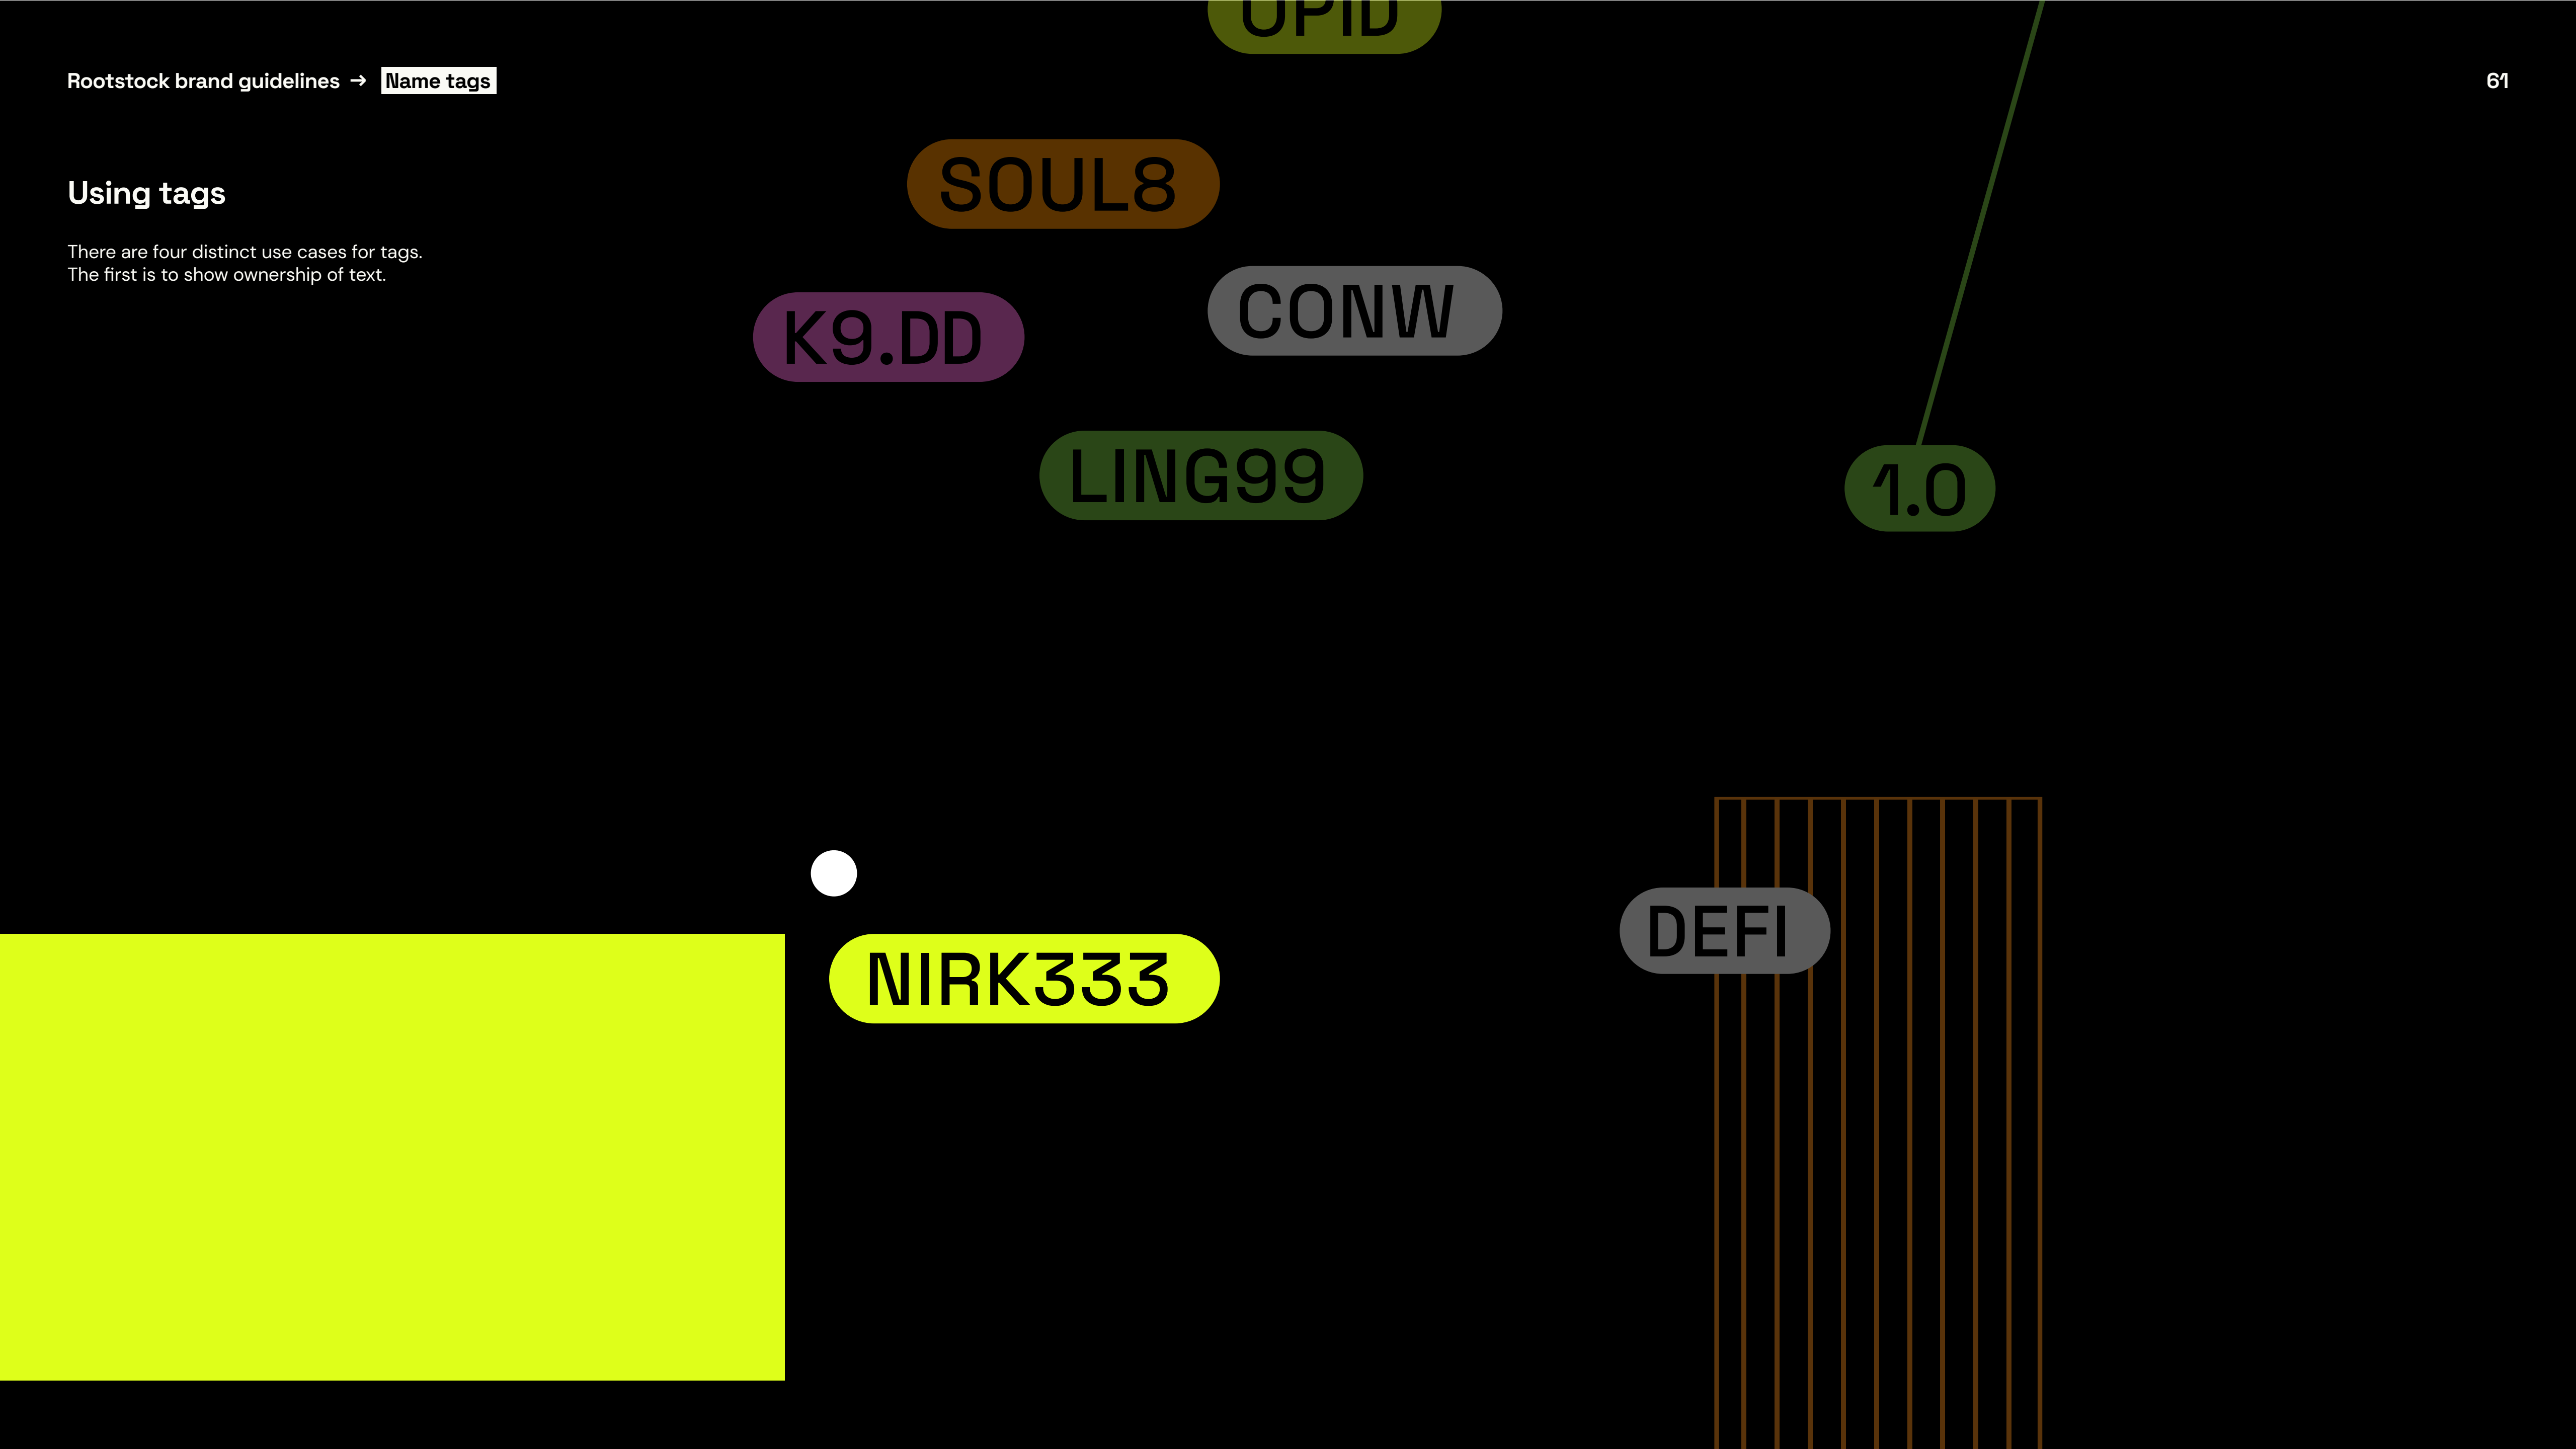 Rootstock brand guidelines → Name tags
61
Using tags
There are four distinct use cases for tags.
The first is to show ownership of text.
SOUL8
CONW
K9.DD
LING99
1.0
DEFI
NIRK333